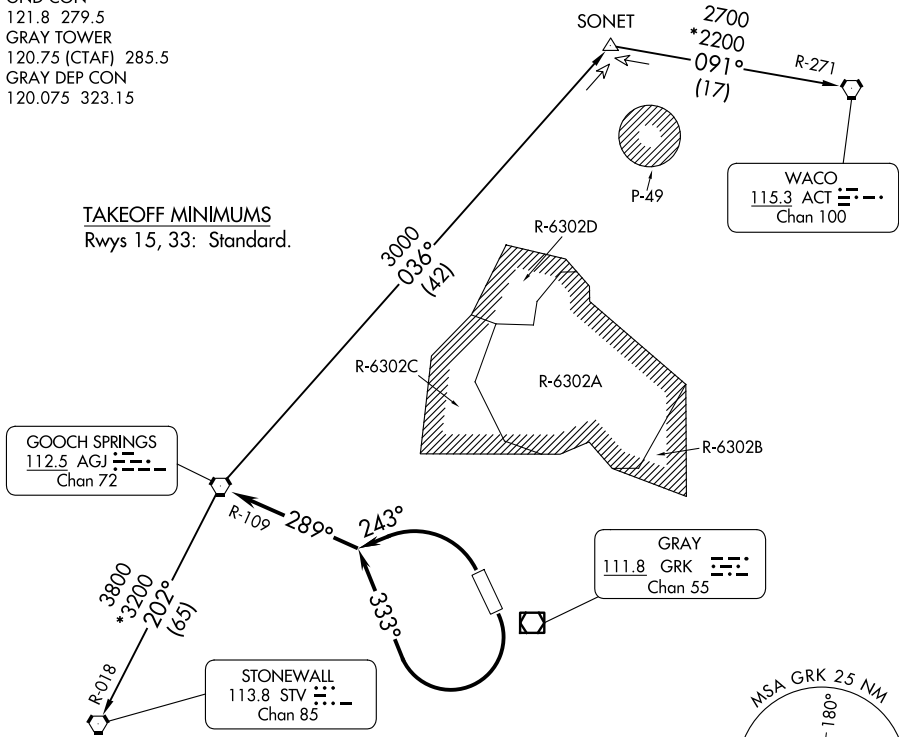 GND CON
121.8 279.5
GRAY TOWER
120.75 (CTAF) 285.5
GRAY DEP CON
120.075 323.15
SONET
2700
*2200
091°
(17)
R-271
P-49
WACO
115.3 ACT
Chan 100
TAKEOFF MINIMUMS
Rwys 15, 33: Standard.
3000
036°
(42)
R-6302D
R-6302C
R-6302A
R-6302B
GOOCH SPRINGS
112.5 AGJ
Chan 72
R-109
289°
243°
333°
GRAY
111.8 GRK
Chan 55
3800
*3200
202°
(65)
R-018
STONEWALL
113.8 STV
Chan 85
MSA GRK 25 NM
180°